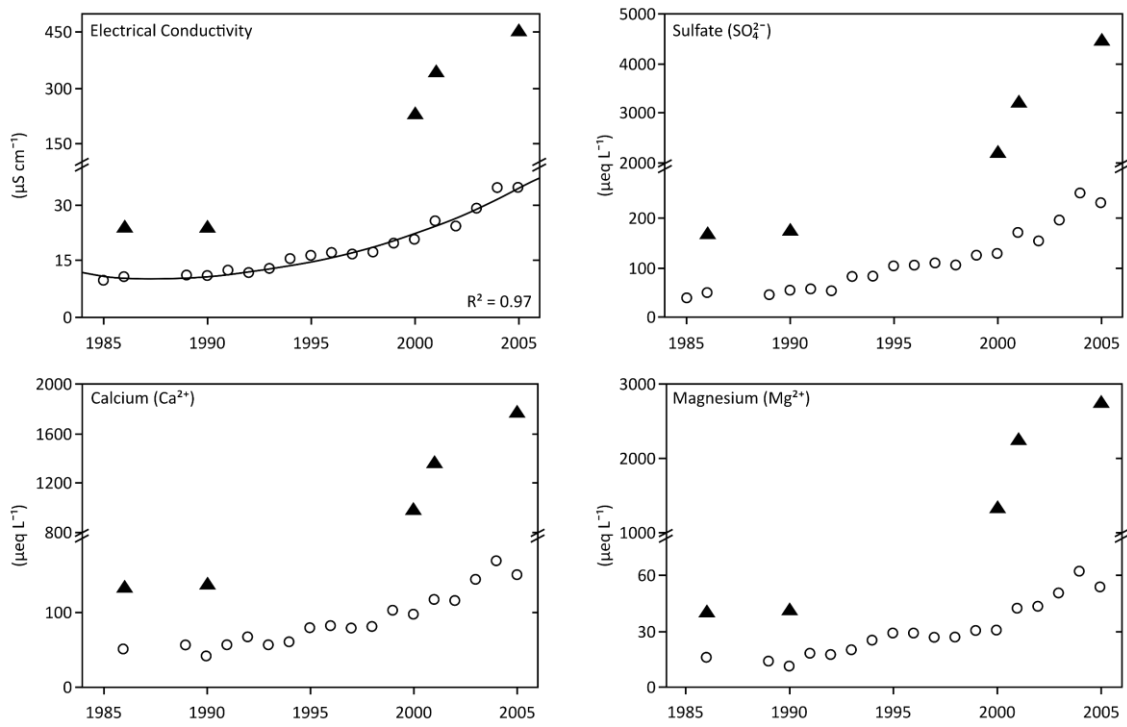 Electrical Conductivity
450
300
150
30
15
0
(μS cm⁻¹)
R² = 0.97
1985 1990 1995 2000 2005
Sulfate (SO₄²⁻)
5000
4000
3000
2000
200
100
0
(μeq L⁻¹)
1985 1990 1995 2000 2005
Calcium (Ca²⁺)
2000
1600
1200
800
100
0
(μeq L⁻¹)
1985 1990 1995 2000 2005
Magnesium (Mg²⁺)
3000
2000
1000
60
30
0
(μeq L⁻¹)
1985 1990 1995 2000 2005